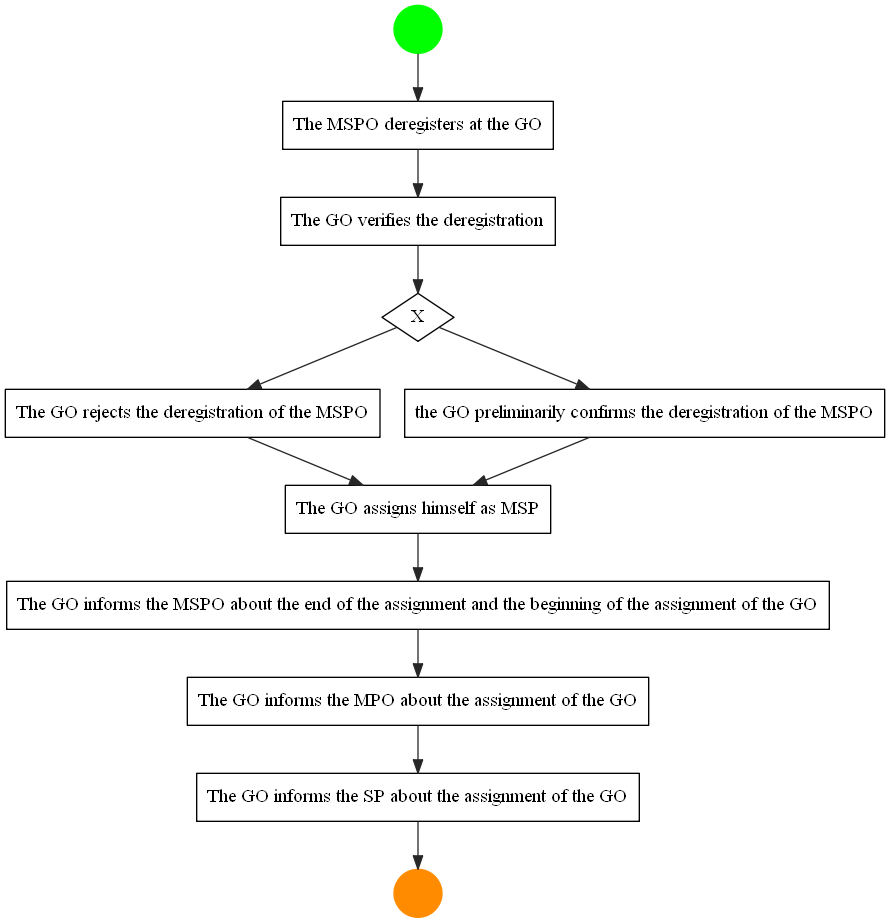 The MSPO deregisters at the GO
The GO verifies the deregistration
X
The GO rejects the deregistration of the MSPO
the GO preliminarily confirms the deregistration of the MSPO
The GO assigns himself as MSP
The GO informs the MSPO about the end of the assignment and the beginning of the assignment of the GO
The GO informs the MPO about the assignment of the GO
The GO informs the SP about the assignment of the GO